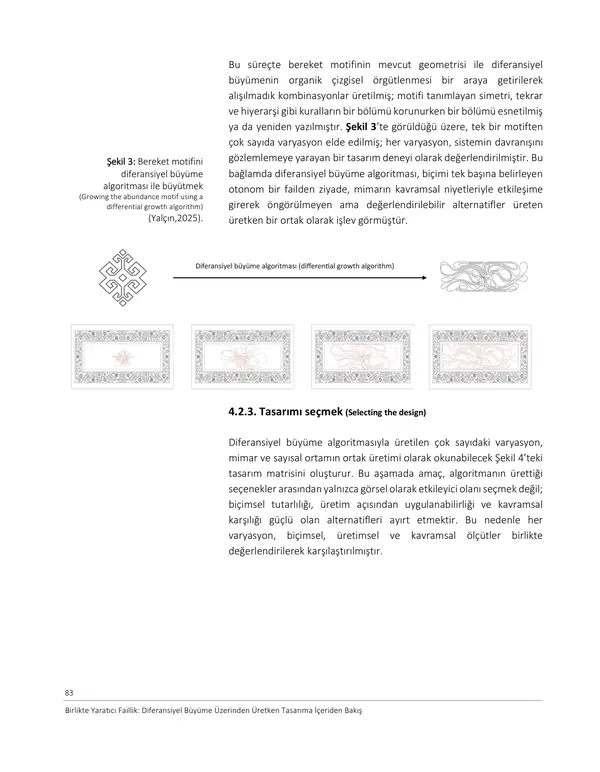 Bu süreçte bereket motifinin mevcut geometrisi ile diferansiyel
büyümenin organik çizgisel örgütlenmesi bir araya getirilerek
alışılmadık kombinasyonlar üretilmiş; motifi tanımlayan simetri, tekrar
ve hiyerarşi gibi kuralların bir bölümü korunurken bir bölümü esnetilmiş
ya da yeniden yazılmıştır. Şekil 3'te görüldüğü üzere, tek bir motiften
çok sayıda varyasyon elde edilmiş; her varyasyon, sistemin davranışını
gözlemlemeye yarayan bir tasarım deneyi olarak değerlendirilmiştir. Bu
bağlamda diferansiyel büyüme algoritması, biçimi tek başına belirleyen
otonom bir failden ziyade, mimarın kavramsal niyetleriyle etkileşime
girerek öngörülmeyen ama değerlendirilebilir alternatifler üreten
üretken bir ortak olarak işlev görmüştür.
Şekil 3: Bereket motifini
diferansiyel büyüme
algoritması ile büyütmek
(Growing the abundance motif using a
differential growth algorithm)
(Yalçın,2025).
Diferansiyel büyüme algoritması (differential growth algorithm)
4.2.3. Tasarımı seçmek (Selecting the design)
Diferansiyel büyüme algoritmasıyla üretilen çok sayıdaki varyasyon,
mimar ve sayısal ortamın ortak üretimi olarak okunabilecek Şekil 4'teki
tasarım matrisini oluşturur. Bu aşamada amaç, algoritmanın ürettiği
seçenekler arasından yalnızca görsel olarak etkileyici olanı seçmek değil;
biçimsel tutarlılığı, üretim açısından uygulanabilirliği ve kavramsal
karşılığı güçlü olan alternatifleri ayırt etmektir. Bu nedenle her
varyasyon, biçimsel, üretimsel ve kavramsal ölçütler birlikte
değerlendirilerek karşılaştırılmıştır.
83
Birlikte Yaratıcı Faillik: Diferansiyel Büyüme Üzerinden Üretken Tasarıma İçeriden Bakış